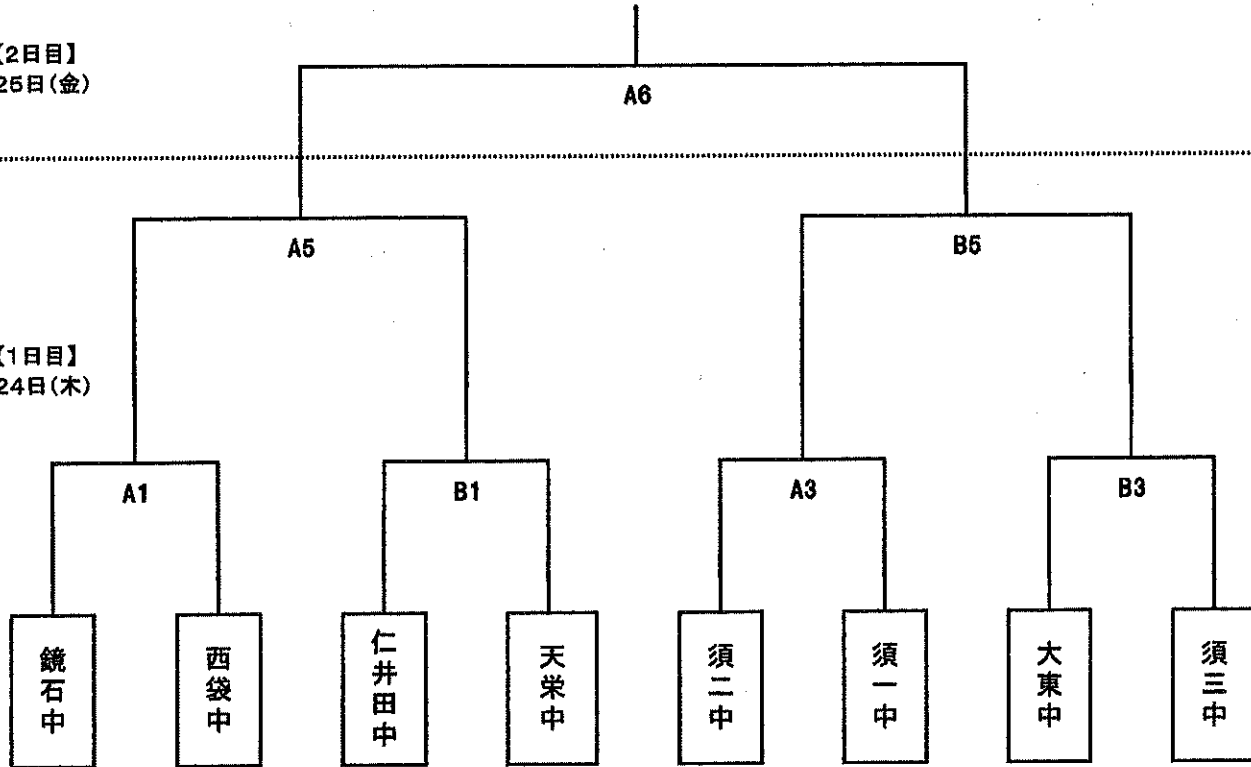 【2日目】
25日(金)
A6
A5
B5
【1日目】
24日(木)
A1
B1
A3
B3
鏡石中
西袋中
仁井田中
天栄中
須二中
須一中
大東中
須三中